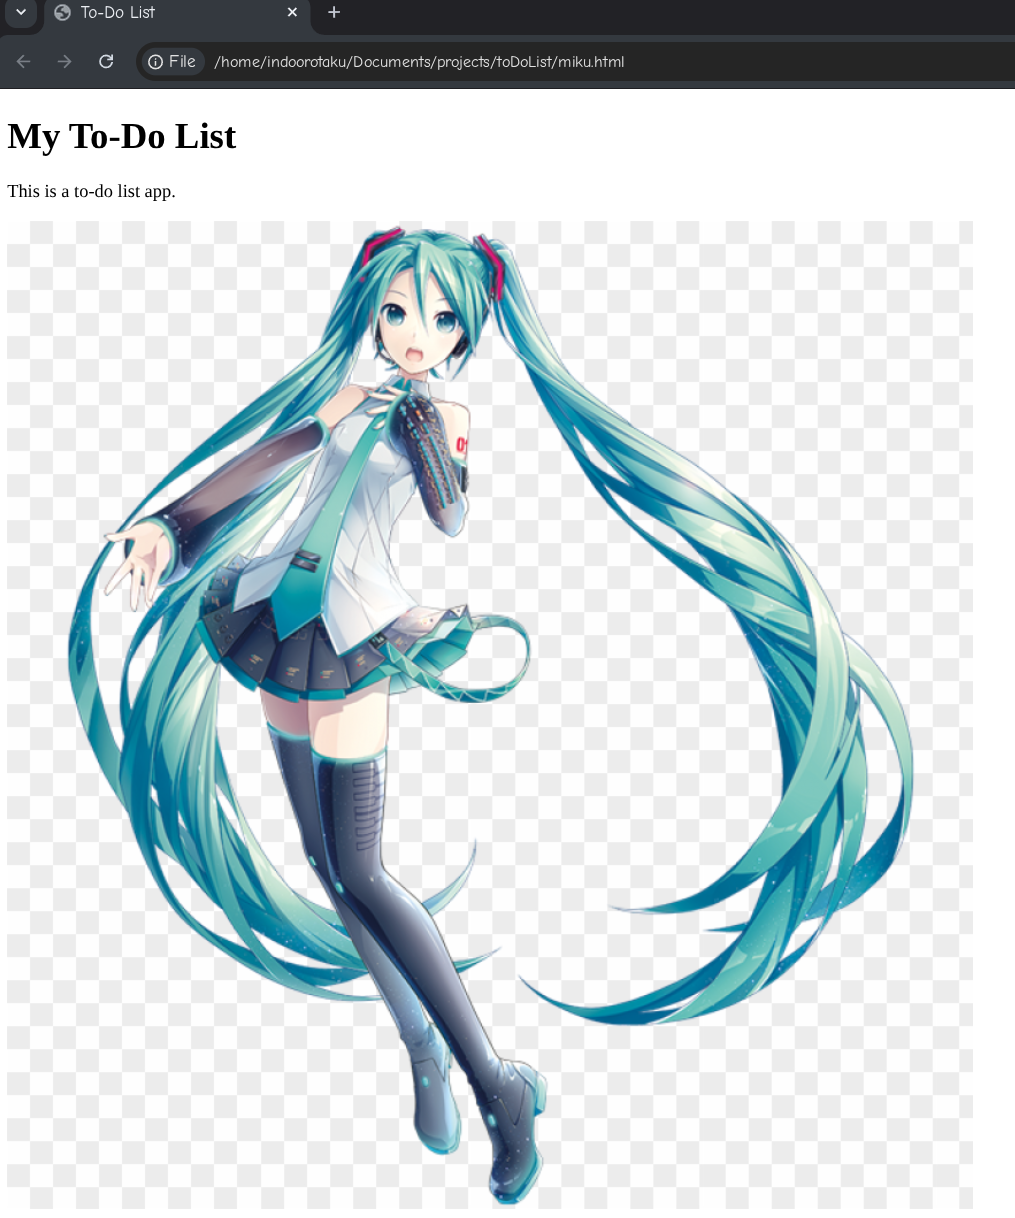 To-Do List
File /home/indoorotaku/Documents/projects/toDoList/miku.html
My To-Do List
This is a to-do list app.
01